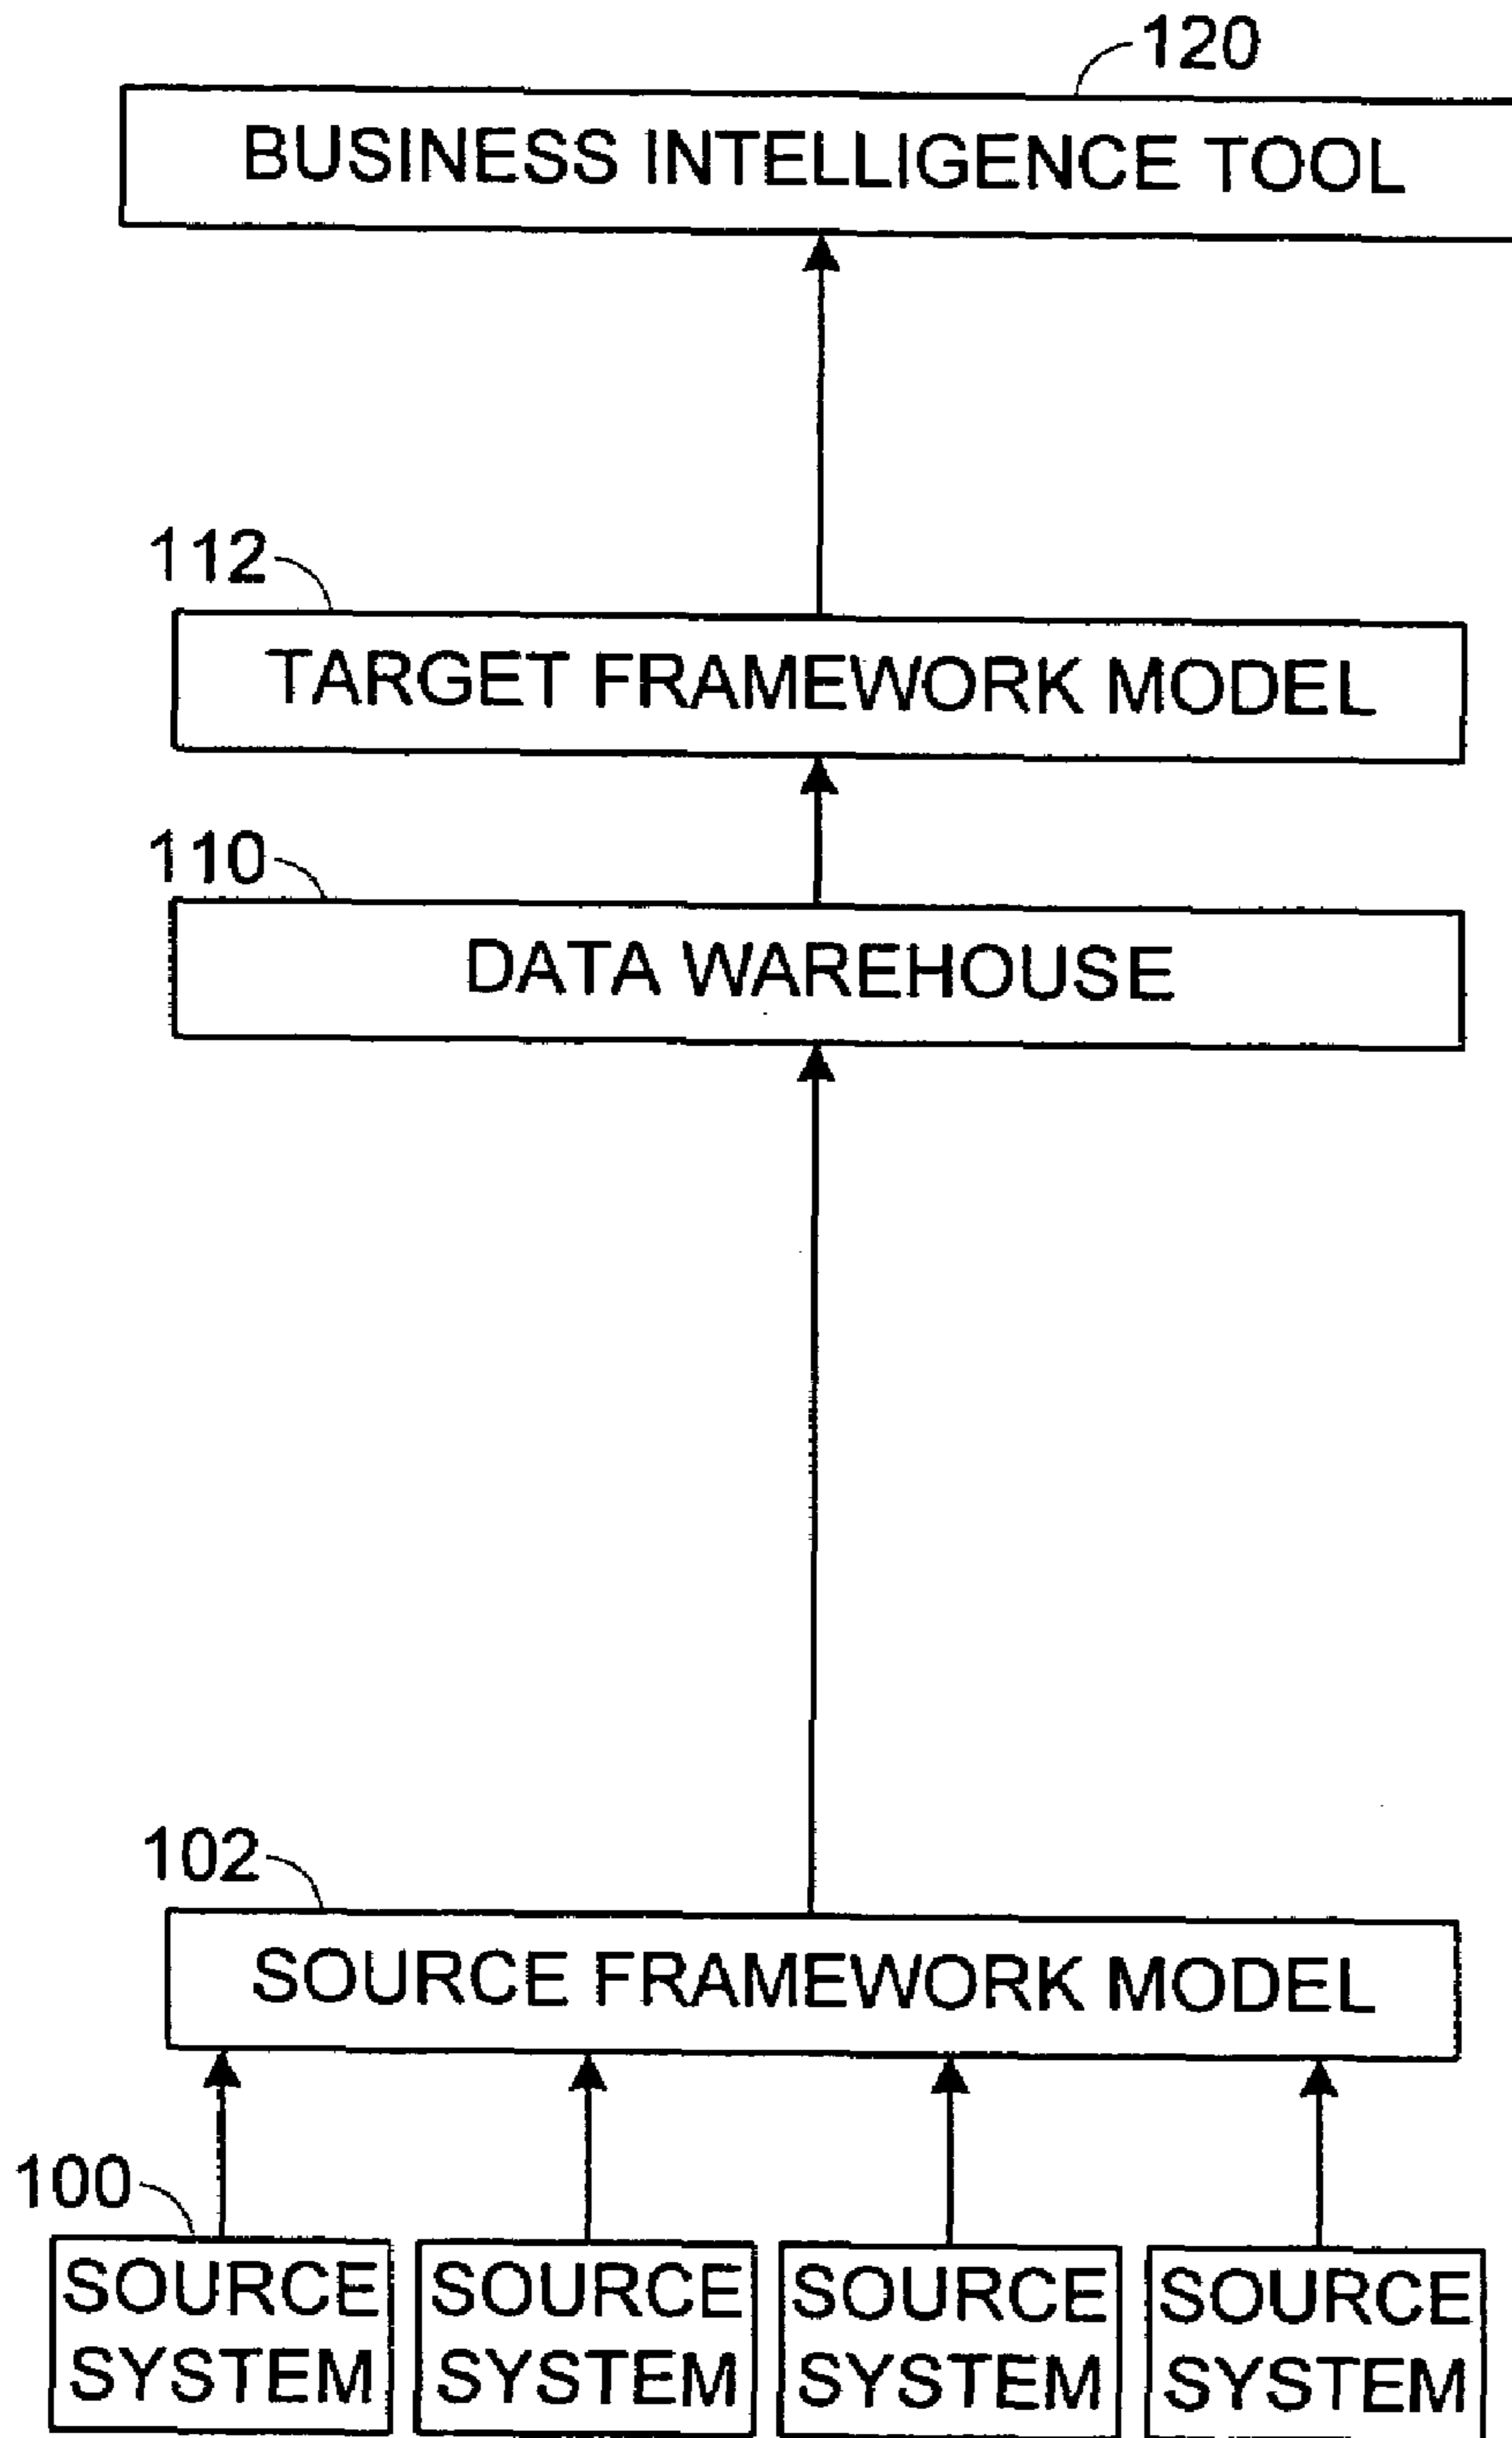 120
BUSINESS INTELLIGENCE TOOL
112
TARGET FRAMEWORK MODEL
110
DATA WAREHOUSE
102
SOURCE FRAMEWORK MODEL
100
SOURCE
SYSTEM
SOURCE
SYSTEM
SOURCE
SYSTEM
SOURCE
SYSTEM